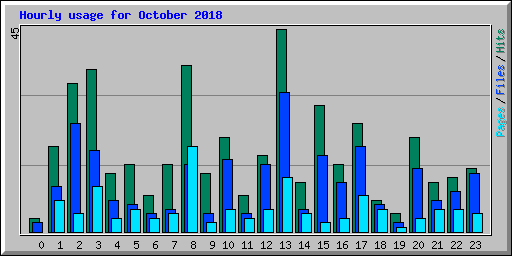 Hourly usage for October 2018
45
Pages/Files/Hits
0 1 2 3 4 5 6 7 8 9 10 11 12 13 14 15 16 17 18 19 20 21 22 23